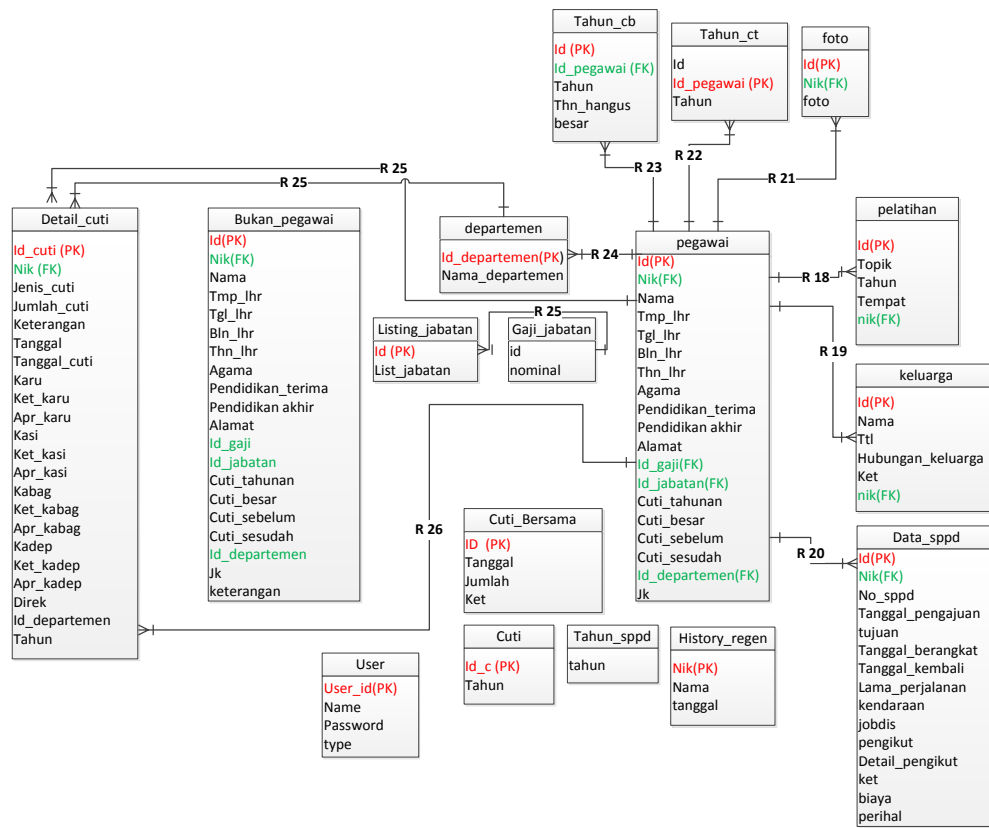 Tahun_cb
Id (PK)
Id_pegawai (FK)
Tahun
Thn_hangus
besar
Tahun_ct
Id
Id_pegawai (PK)
Tahun
foto
Id(PK)
Nik(FK)
foto
R 25
R 25
R 23
R 22
R 21
Detail_cuti
Id_cuti (PK)
Nik (FK)
Jenis_cuti
Jumlah_cuti
Keterangan
Tanggal
Tanggal_cuti
Karu
Ket_karu
Apr_karu
Kasi
Ket_kasi
Apr_kasi
Kabag
Ket_kabag
Apr_kabag
Kadep
Ket_kadep
Apr_kadep
Direk
Id_departemen
Tahun
Bukan_pegawai
Id(PK)
Nik(FK)
Nama
Tmp_lhr
Tgl_lhr
Bln_lhr
Thn_lhr
Agama
Pendidikan_terima
Pendidikan akhir
Alamat
Id_gaji
Id_jabatan
Cuti_tahunan
Cuti_besar
Cuti_sebelum
Cuti_sesudah
Id_departemen
Jk
keterangan
departemen
Id_departemen(PK)
Nama_departemen
R 24
pegawai
Id(PK)
Nik(FK)
Nama
Tmp_lhr
Tgl_lhr
Bln_lhr
Thn_lhr
Agama
Pendidikan_terima
Pendidikan akhir
Alamat
Id_gaji(FK)
Id_jabatan(FK)
Cuti_tahunan
Cuti_besar
Cuti_sebelum
Cuti_sesudah
Id_departemen(FK)
Jk
R 18
pelatihan
Id(PK)
Topik
Tahun
Tempat
nik(FK)
R 25
Listing_jabatan
Id (PK)
List_jabatan
Gaji_jabatan
id
nominal
R 19
keluarga
Id(PK)
Nama
Ttl
Hubungan_keluarga
Ket
nik(FK)
R 26
Cuti_Bersama
ID (PK)
Tanggal
Jumlah
Ket
R 20
Data_sppd
Id(PK)
Nik(FK)
No_sppd
Tanggal_pengajuan
tujuan
Tanggal_berangkat
Tanggal_kembali
Lama_perjalanan
kendaraan
jobdis
pengikut
Detail_pengikut
ket
biaya
perihal
User
User_id(PK)
Name
Password
type
Cuti
Id_c (PK)
Tahun
Tahun_sppd
tahun
History_regen
Nik(PK)
Nama
tanggal